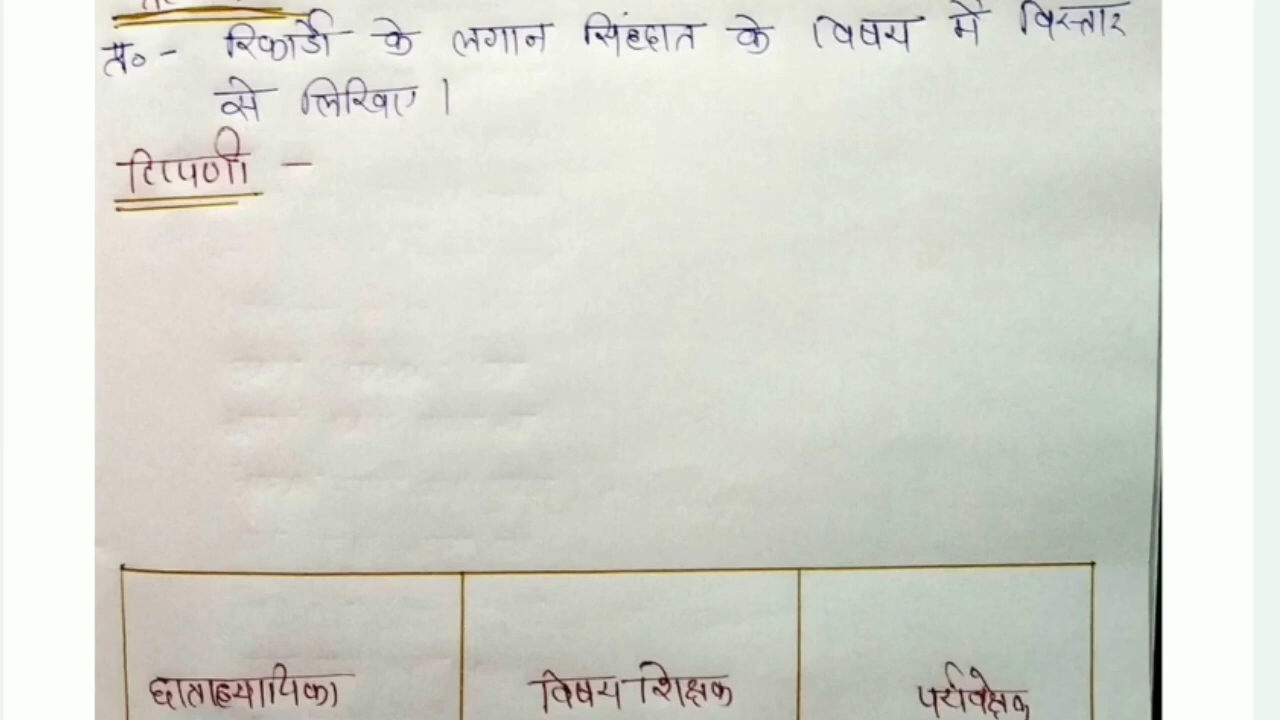 प्र० - रिकार्डो के लगान सिंद्धात के विषय में विस्तार
से लिखिए।
टिप्पणी -
छात्राध्यापिका
विषय शिक्षक
पर्यवेक्षक